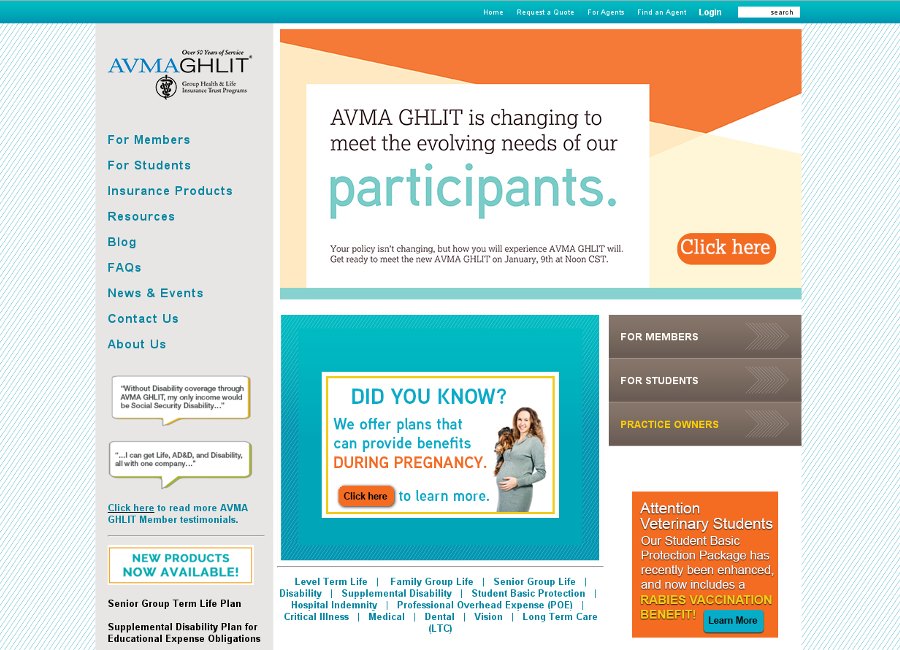 Home Request a Quote For Agents Find an Agent Login search
Over 50 Years of Service
AVMAGHLIT®
Group Health & Life
Insurance Trust Programs
For Members
For Students
Insurance Products
Resources
Blog
FAQs
News & Events
Contact Us
About Us
"Without Disability coverage through
AVMA GHLIT, my only income would
be Social Security Disability…"
"…I can get Life, AD&D, and Disability,
all with one company…"
Click here to read more AVMA
GHLIT Member testimonials.
NEW PRODUCTS
NOW AVAILABLE!
Senior Group Term Life Plan
Supplemental Disability Plan for
Educational Expense Obligations
AVMA GHLIT is changing to
meet the evolving needs of our
participants.
Your policy isn't changing, but how you will experience AVMA GHLIT will.
Get ready to meet the new AVMA GHLIT on January, 9th at Noon CST.
Click here
DID YOU KNOW?
We offer plans that
can provide benefits
DURING PREGNANCY.
Click here to learn more.
Level Term Life | Family Group Life | Senior Group Life |
Disability | Supplemental Disability | Student Basic Protection |
Hospital Indemnity | Professional Overhead Expense (POE) |
Critical Illness | Medical | Dental | Vision | Long Term Care
(LTC)
FOR MEMBERS
FOR STUDENTS
PRACTICE OWNERS
Attention
Veterinary Students
Our Student Basic
Protection Package has
recently been enhanced,
and now includes a
RABIES VACCINATION
BENEFIT!
Learn More